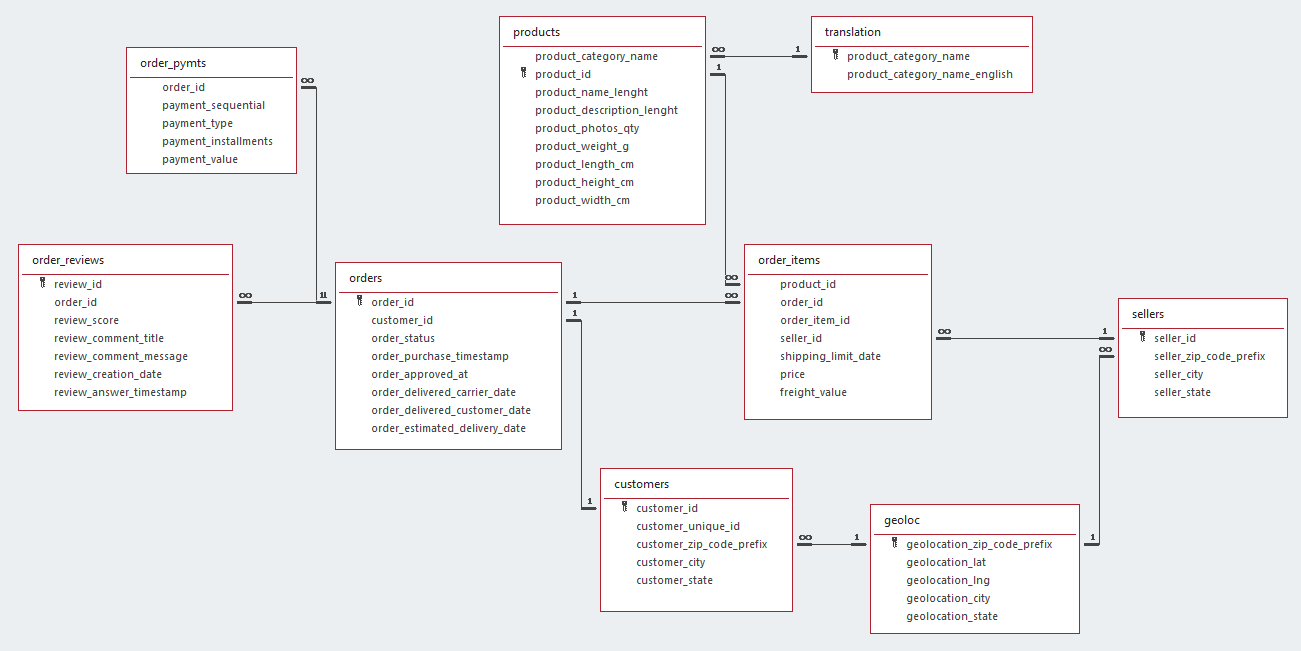 order_pymts
order_id
payment_sequential
payment_type
payment_installments
payment_value
products
product_category_name
product_id
product_name_lenght
product_description_lenght
product_photos_qty
product_weight_g
product_length_cm
product_height_cm
product_width_cm
translation
product_category_name
product_category_name_english
order_reviews
review_id
order_id
review_score
review_comment_title
review_comment_message
review_creation_date
review_answer_timestamp
orders
order_id
customer_id
order_status
order_purchase_timestamp
order_approved_at
order_delivered_carrier_date
order_delivered_customer_date
order_estimated_delivery_date
order_items
product_id
order_id
order_item_id
seller_id
shipping_limit_date
price
freight_value
sellers
seller_id
seller_zip_code_prefix
seller_city
seller_state
customers
customer_id
customer_unique_id
customer_zip_code_prefix
customer_city
customer_state
geoloc
geolocation_zip_code_prefix
geolocation_lat
geolocation_lng
geolocation_city
geolocation_state
∞
∞
1
1
∞
11
1
∞
∞
1
1
∞
1
∞
∞
1
1